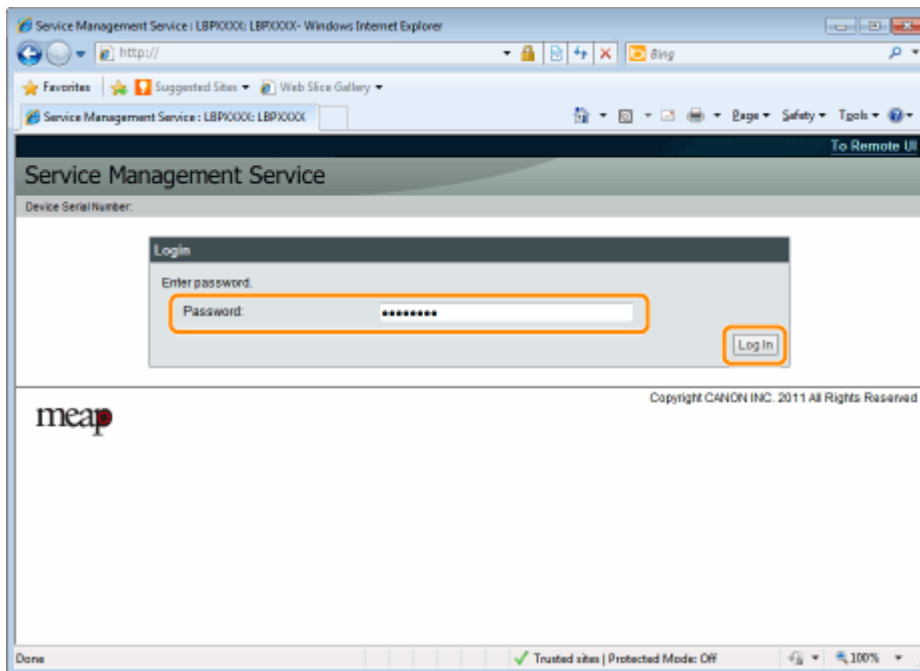 Service Management Service : LBPXXXX: LBPXXXX- Windows Internet Explorer
http://
Bing
Favorites Suggested Sites Web Slice Gallery
Service Management Service : LBPXXXX: LBPXXXX
Page Safety Tools
To Remote UI
Service Management Service
Device Serial Number:
Login
Enter password.
Password: ••••••••
Log In
Copyright CANON INC. 2011 All Rights Reserved
meap
Done Trusted sites | Protected Mode: Off 100%